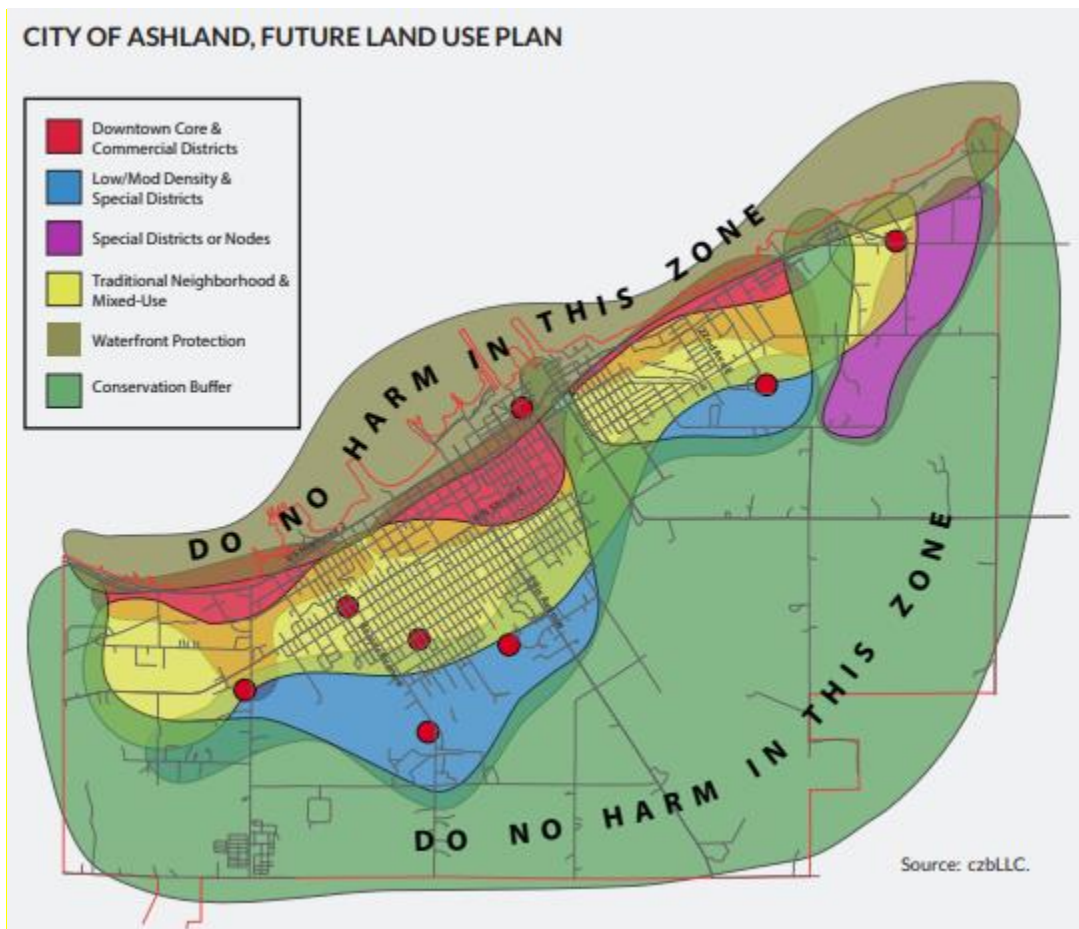 CITY OF ASHLAND, FUTURE LAND USE PLAN
Downtown Core &
Commercial Districts
Low/Mod Density &
Special Districts
Special Districts or Nodes
Traditional Neighborhood &
Mixed-Use
Waterfront Protection
Conservation Buffer
DO NO HARM IN THIS ZONE
DO NO HARM IN THIS ZONE
Source: czbLLC.